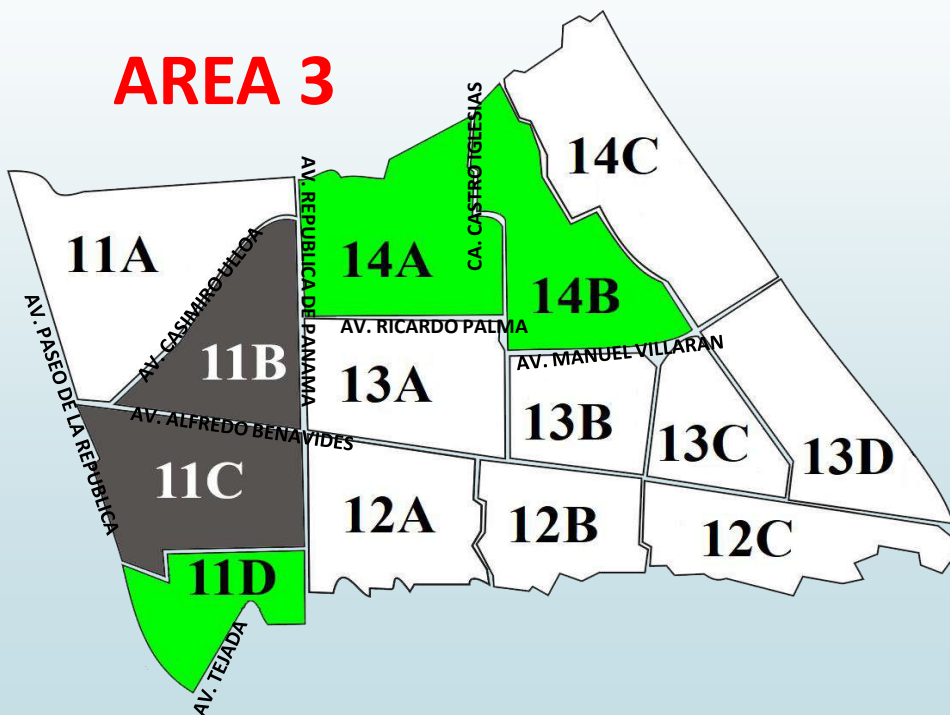 AREA 3
CA. CASTRO IGLESIAS
14C
AV. REPUBLICA DE PANAMA
11A
AV. CASIMIRO ULLOA
14A
14B
AV. PASEO DE LA REPUBLICA
AV. RICARDO PALMA
AV. MANUEL VILLARAN
11B
13A
AV. ALFREDO BENAVIDES
13B
13C
13D
11C
12A
12B
12C
11D
AV. TEJADA